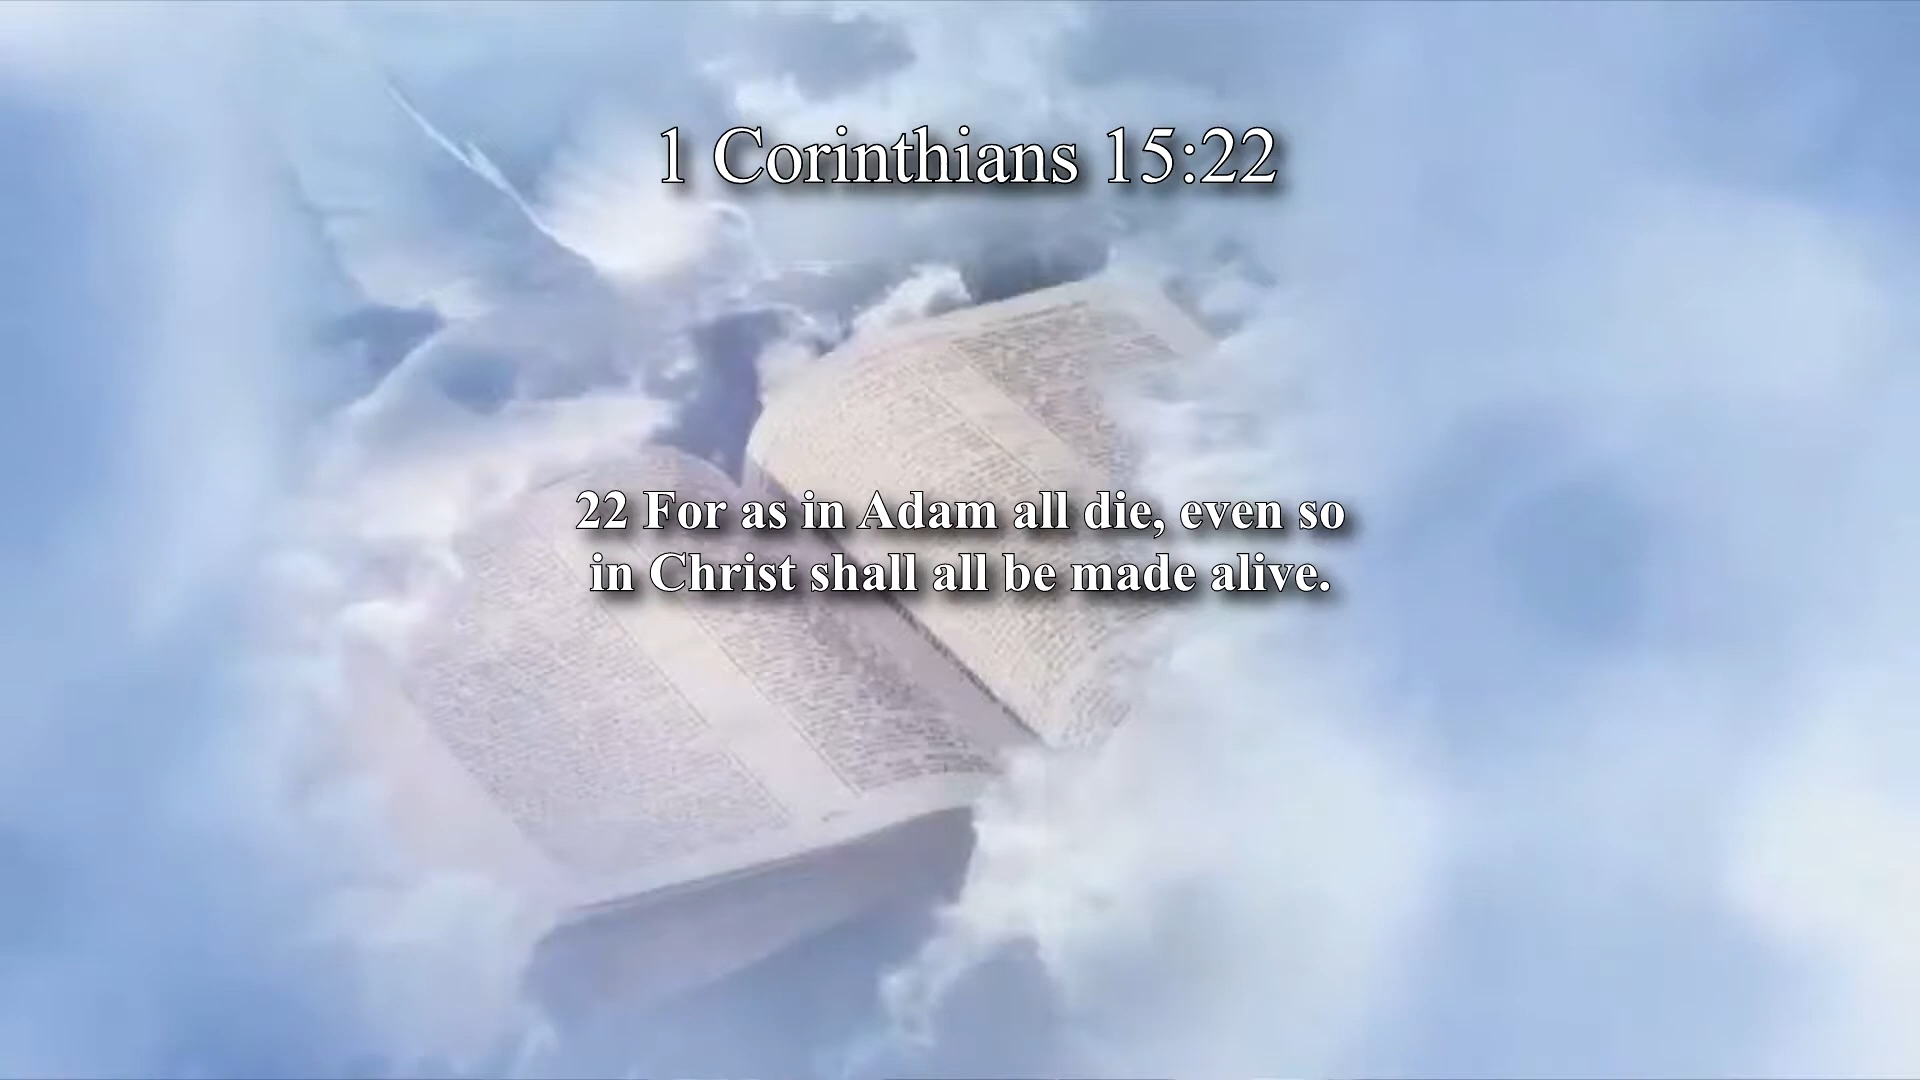 1 Corinthians 15:22
22 For as in Adam all die, even so
in Christ shall all be made alive.